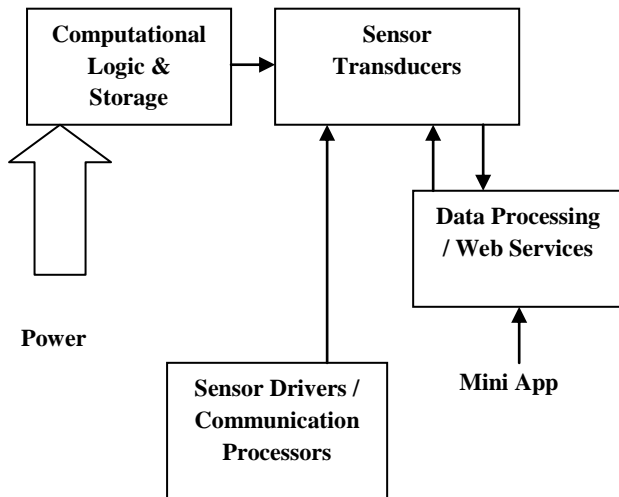 Computational
Logic &
Storage
Sensor
Transducers
Data Processing
/ Web Services
Power
Mini App
Sensor Drivers /
Communication
Processors